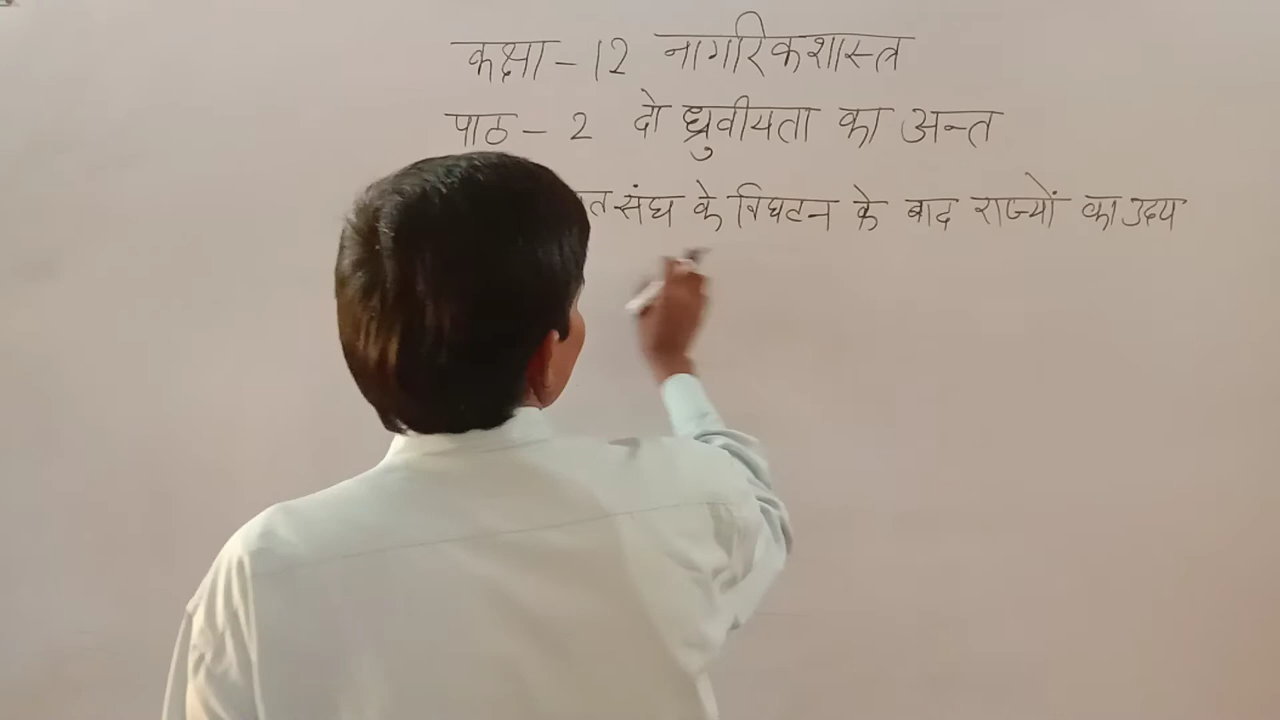 कक्षा - 12 नागरिकशास्त्र
पाठ - 2 दो ध्रुवीयता का अन्त
संघ के विघटन के बाद राज्यों का उदय